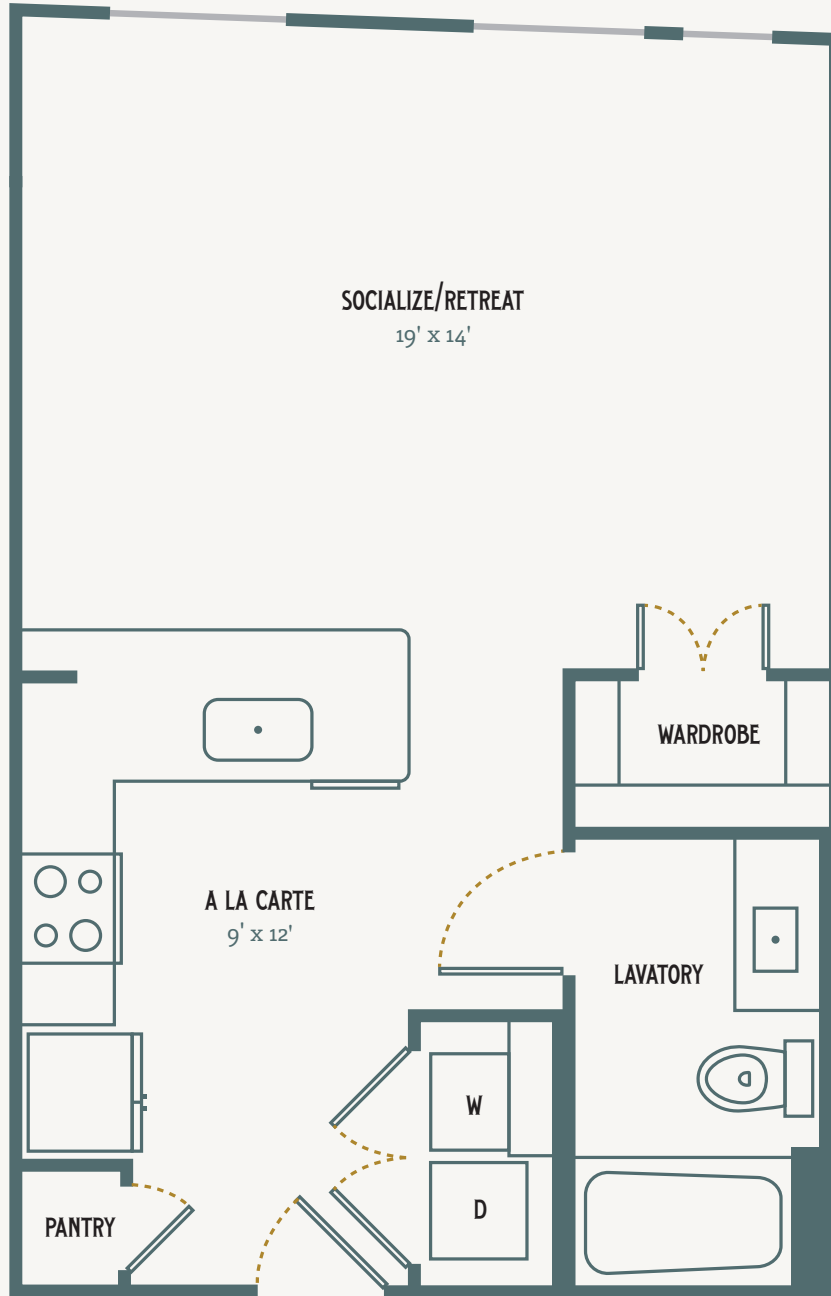 SOCIALIZE/RETREAT
19' x 14'
WARDROBE
A LA CARTE
9' x 12'
LAVATORY
W
D
PANTRY